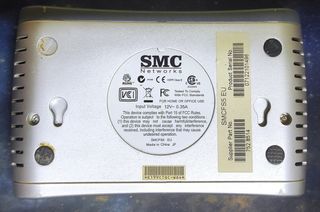 SMC
Networks
Input Voltage 12V⎓ 0.35A
Tested To Comply
With FCC Standards
FOR HOME OR OFFICE USE
This device complies with Part 15 of FCC Rules.
Operation is subject to the following two conditions :
(1) this device may not cause harmful interference,
and (2) this device must accept any interference
received, including interference that may cause
undesired operation.
SMCFS5 EU
Made in China
Product Serial No
SMCFS5 EU
Supplier Part No